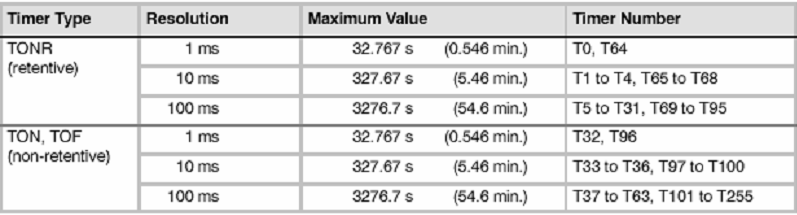 Timer Type Resolution Maximum Value Timer Number
TONR (retentive) 1 ms 32.767 s (0.546 min.) T0, T64
10 ms 327.67 s (5.46 min.) T1 to T4, T65 to T68
100 ms 3276.7 s (54.6 min.) T5 to T31, T69 to T95
TON, TOF (non-retentive) 1 ms 32.767 s (0.546 min.) T32, T96
10 ms 327.67 s (5.46 min.) T33 to T36, T97 to T100
100 ms 3276.7 s (54.6 min.) T37 to T63, T101 to T255